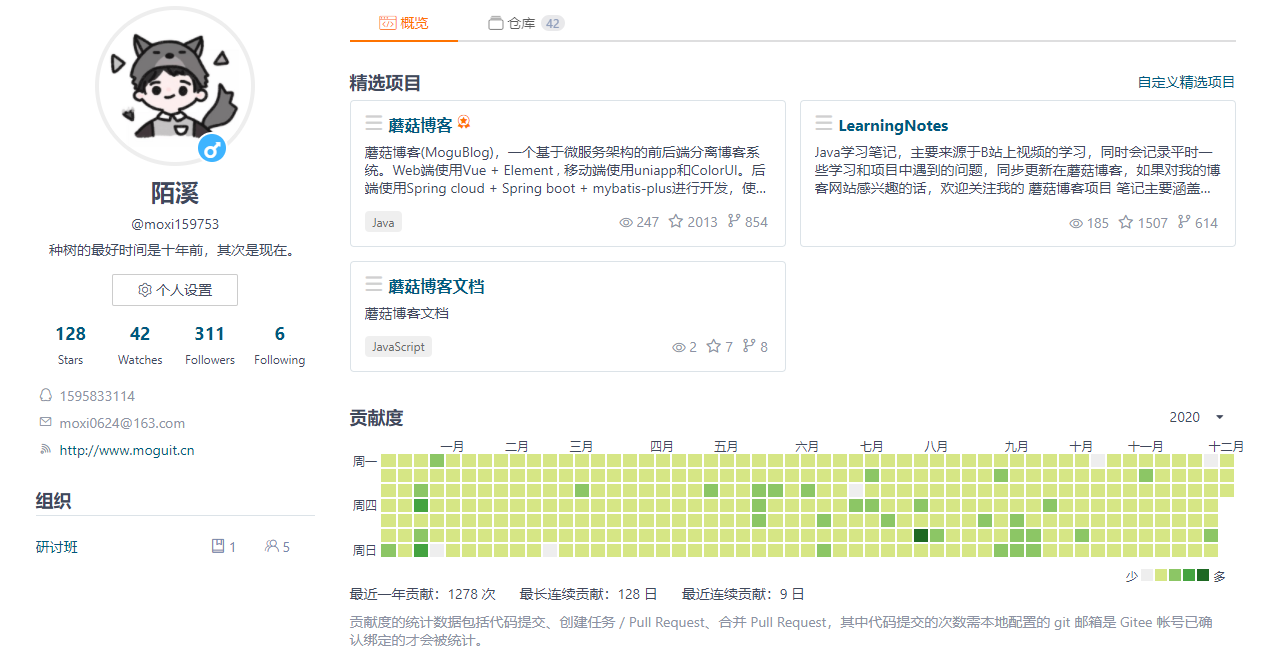 陌溪
@moxi159753
种树的最好时间是十年前，其次是现在。
个人设置
128 42 311 6
Stars Watches Followers Following
1595833114
moxi0624@163.com
http://www.moguit.cn
组织
研讨班 1 5
概览 仓库 42
精选项目 自定义精选项目
蘑菇博客
蘑菇博客(MoguBlog)，一个基于微服务架构的前后端分离博客系
统。Web端使用Vue + Element , 移动端使用uniapp和ColorUI。后
端使用Spring cloud + Spring boot + mybatis-plus进行开发，使...
Java 247 2013 854
LearningNotes
Java学习笔记，主要来源于B站上视频的学习，同时会记录平时一
些学习和项目中遇到的问题，同步更新在蘑菇博客，如果对我的博
客网站感兴趣的话，欢迎关注我的 蘑菇博客项目 笔记主要涵盖...
185 1507 614
蘑菇博客文档
蘑菇博客文档
JavaScript 2 7 8
贡献度 2020
一月 二月 三月 四月 五月 六月 七月 八月 九月 十月 十一月 十二月
周一
周四
周日
少 多
最近一年贡献：1278 次 最长连续贡献：128 日 最近连续贡献：9 日
贡献度的统计数据包括代码提交、创建任务 / Pull Request、合并 Pull Request，其中代码提交的次数需本地配置的 git 邮箱是 Gitee 帐号已确
认绑定的才会被统计。